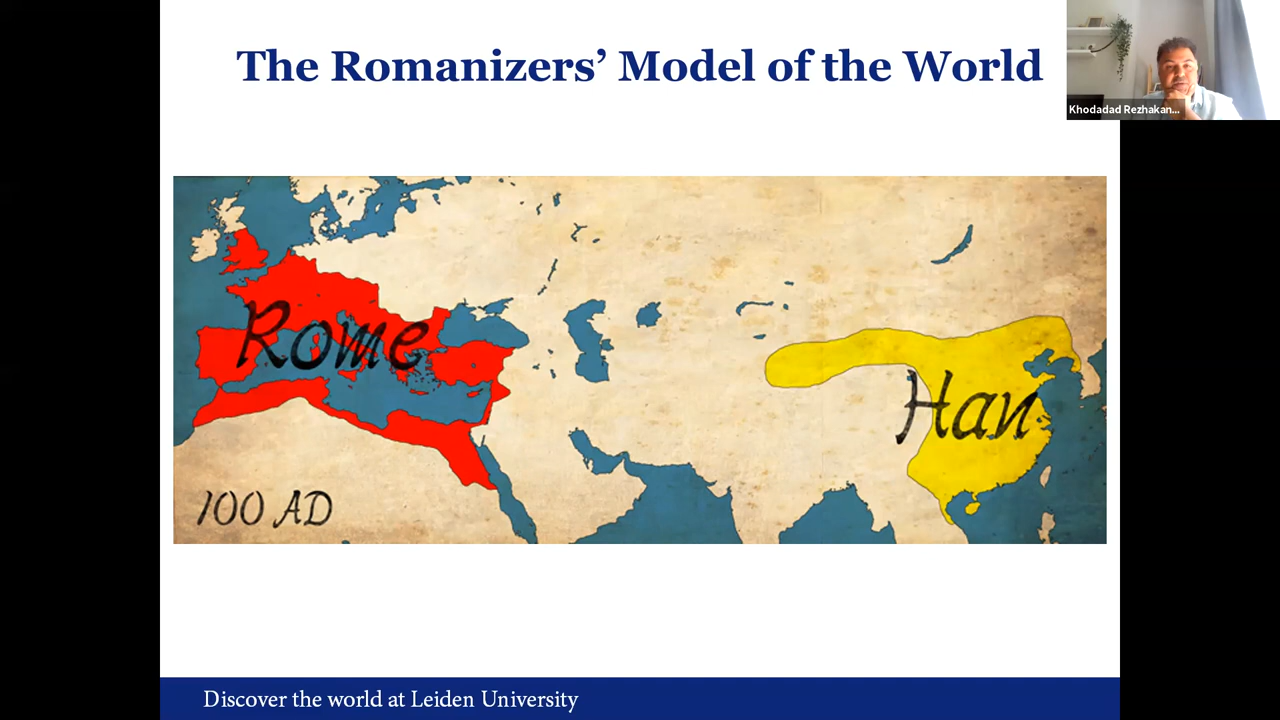 The Romanizers’ Model of the World
Khodadad Rezhakan...
Rome
Han
100 AD
Discover the world at Leiden University